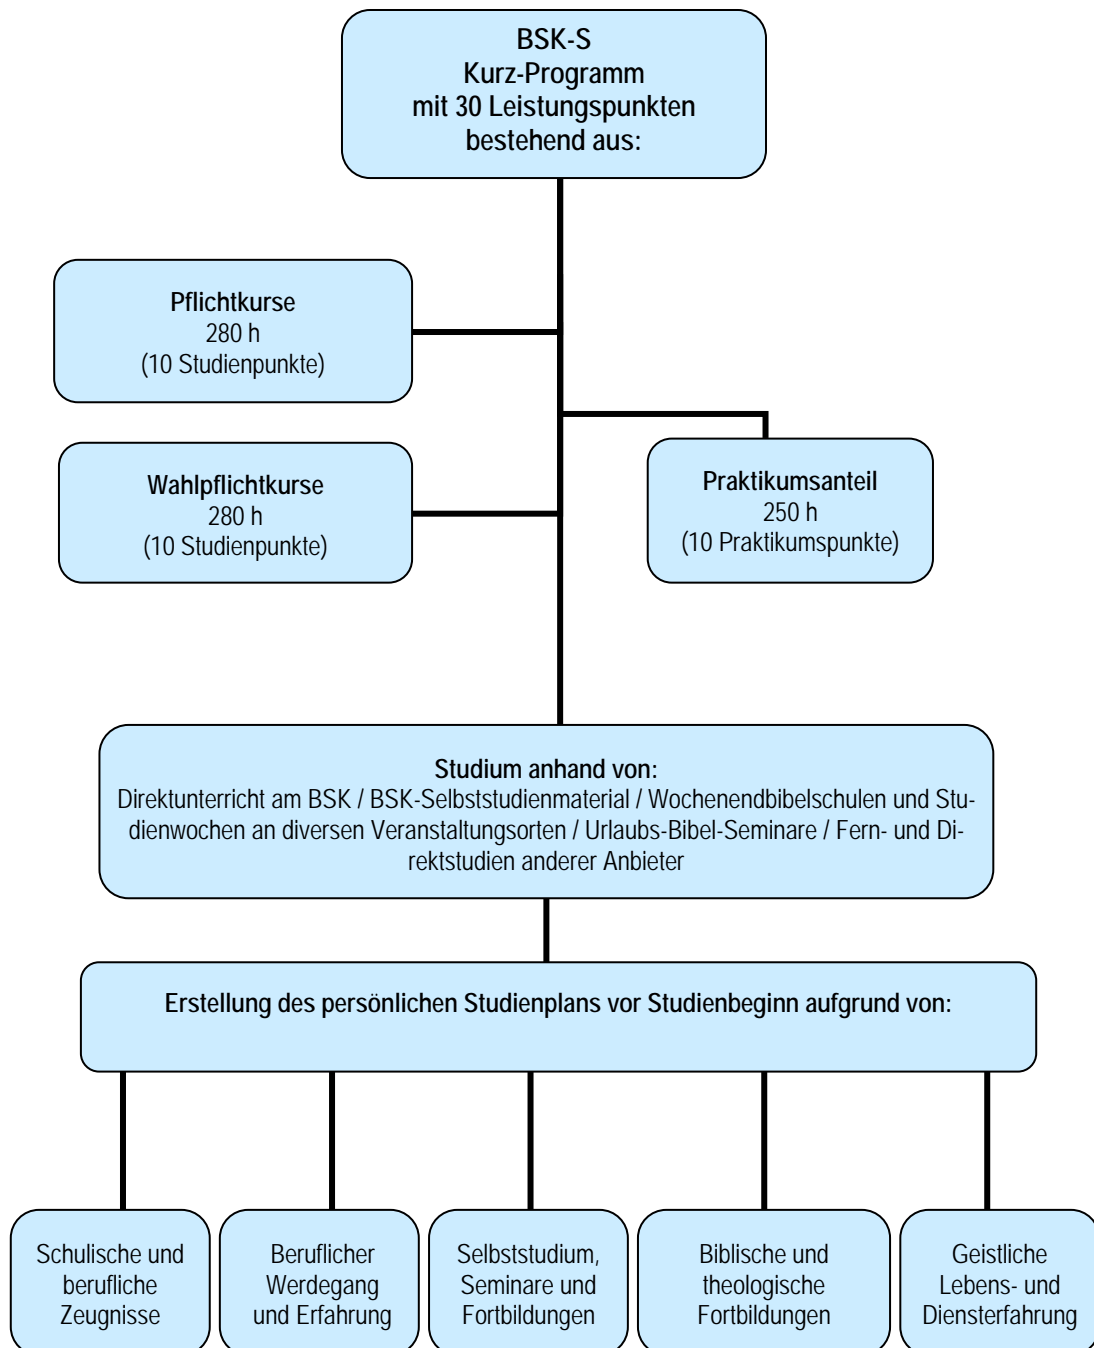 BSK-S
Kurz-Programm
mit 30 Leistungspunkten
bestehend aus:
Pflichtkurse
280 h
(10 Studienpunkte)
Wahlpflichtkurse
280 h
(10 Studienpunkte)
Praktikumsanteil
250 h
(10 Praktikumspunkte)
Studium anhand von:
Direktunterricht am BSK / BSK-Selbststudienmaterial / Wochenendbibelschulen und Stu-
dienwochen an diversen Veranstaltungsorten / Urlaubs-Bibel-Seminare / Fern- und Di-
rektstudien anderer Anbieter
Erstellung des persönlichen Studienplans vor Studienbeginn aufgrund von:
Schulische und
berufliche
Zeugnisse
Beruflicher
Werdegang
und Erfahrung
Selbststudium,
Seminare und
Fortbildungen
Biblische und
theologische
Fortbildungen
Geistliche
Lebens- und
Diensterfahrung